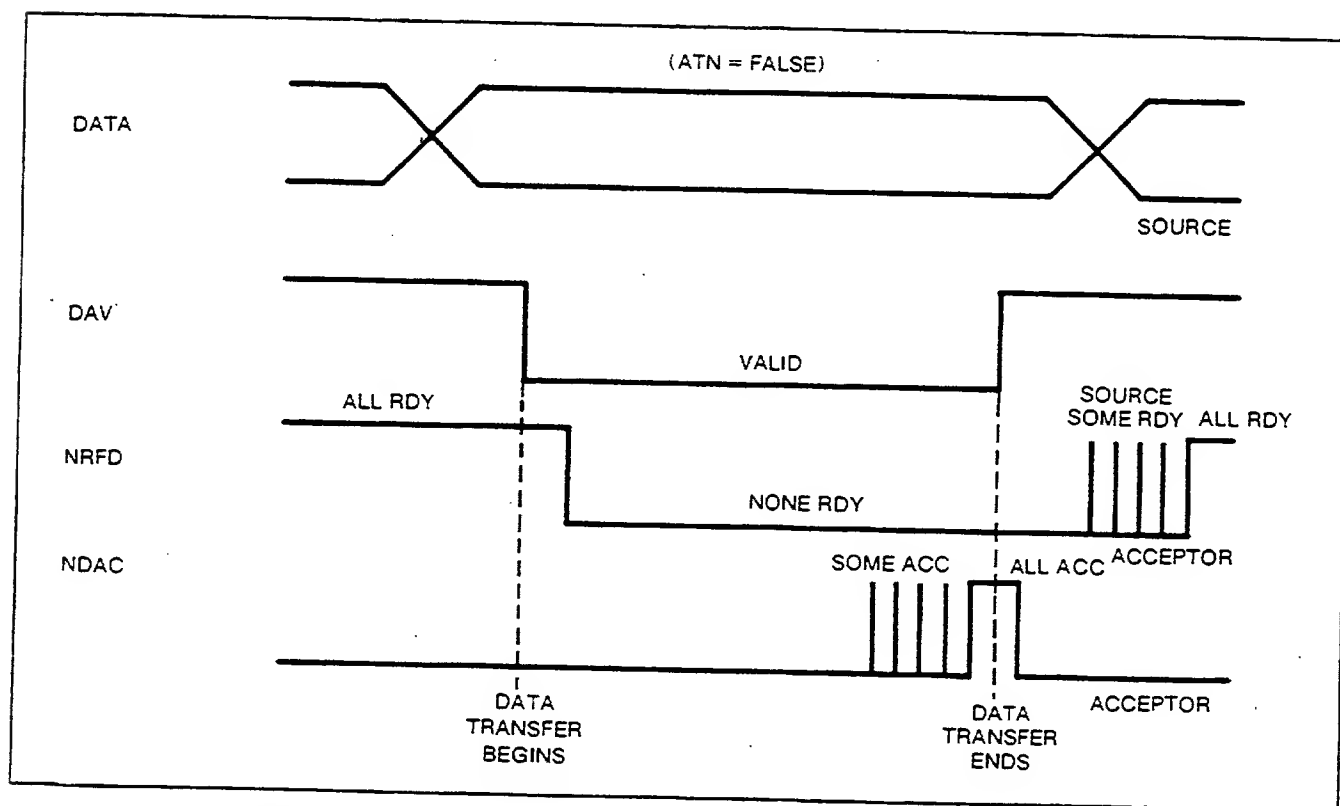 (ATN = FALSE)
DATA
SOURCE
DAV
VALID
ALL RDY
SOURCE
SOME RDY
ALL RDY
NRFD
NONE RDY
ACCEPTOR
NDAC
SOME ACC
ALL ACC
DATA
TRANSFER
BEGINS
DATA
TRANSFER
ENDS
ACCEPTOR